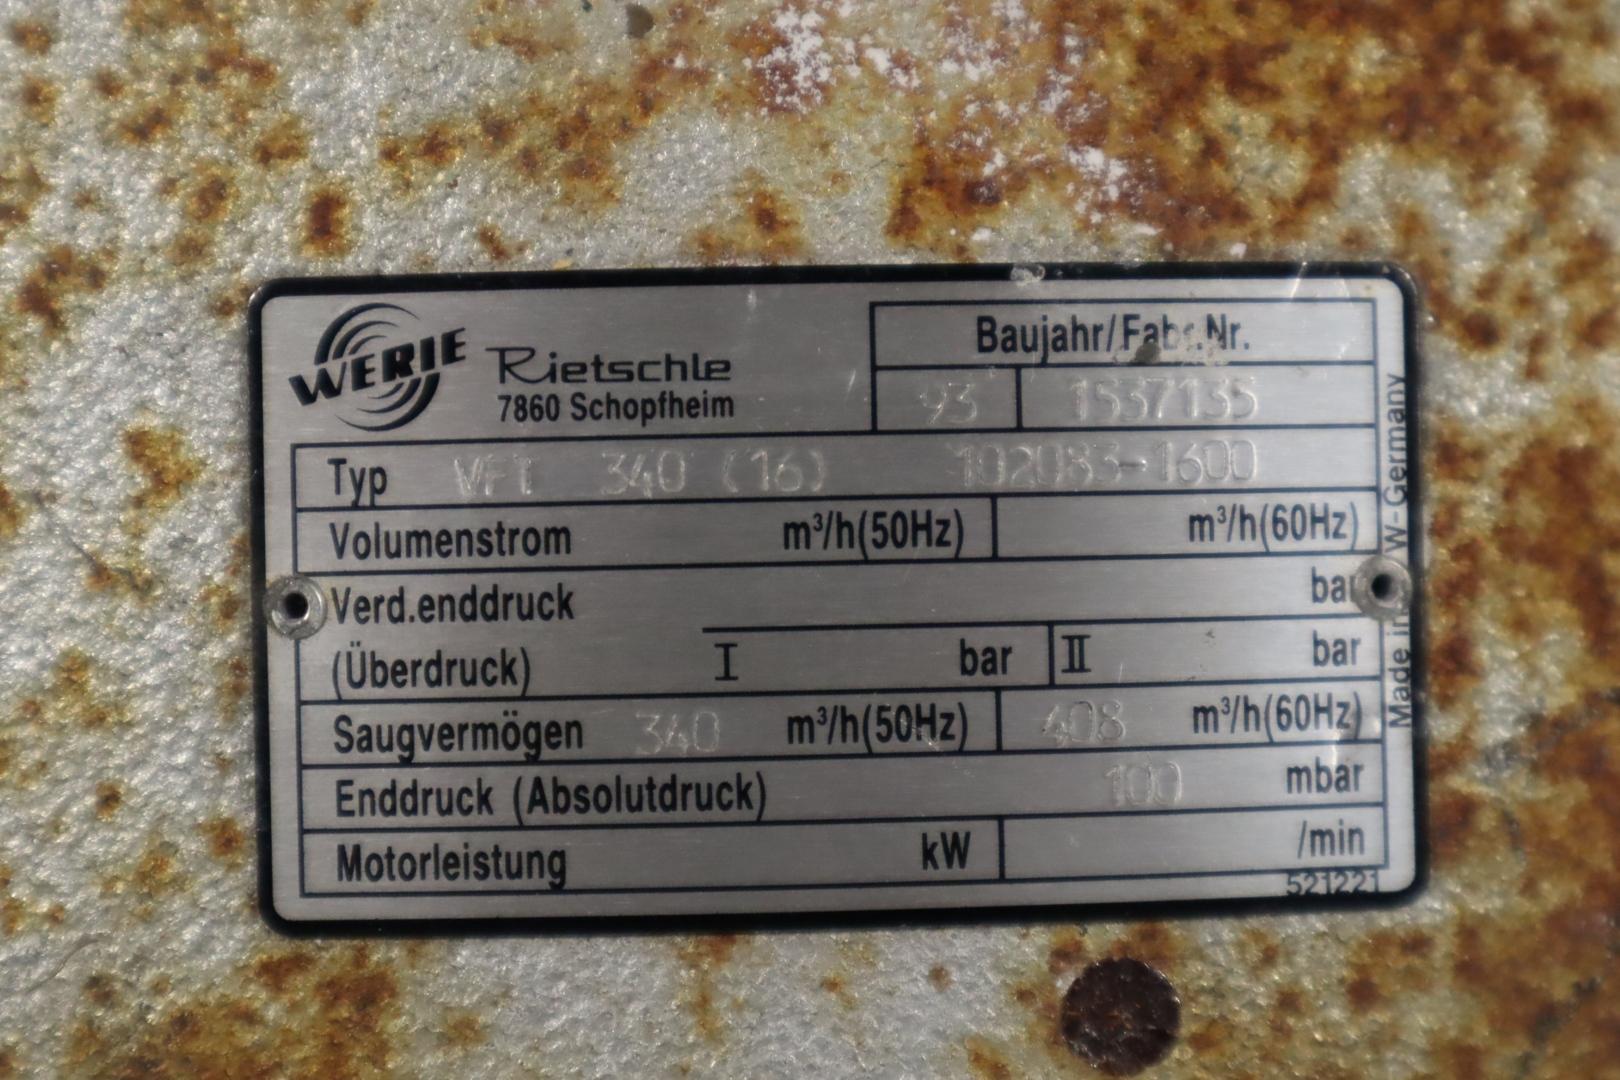 WERIE
Rietschle
7860 Schopfheim
Baujahr/Fabr.Nr.
93 1537135
Typ VFT 340 (16) 102083-1600
Volumenstrom m³/h(50Hz) m³/h(60Hz)
Verd.enddruck bar
(Überdruck) I bar II bar
Saugvermögen 340 m³/h(50Hz) 408 m³/h(60Hz)
Enddruck (Absolutdruck) 100 mbar
Motorleistung kW /min
521221
Made in W-Germany